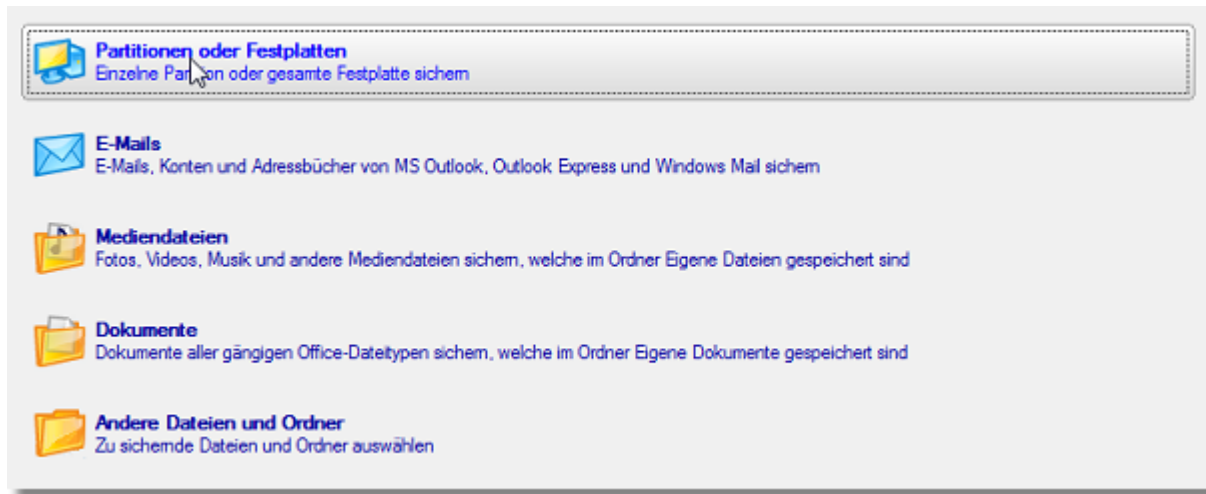 Partitionen oder Festplatten
Einzelne Partition oder gesamte Festplatte sichern
E-Mails
E-Mails, Konten und Adressbücher von MS Outlook, Outlook Express und Windows Mail sichern
Mediendateien
Fotos, Videos, Musik und andere Mediendateien sichern, welche im Ordner Eigene Dateien gespeichert sind
Dokumente
Dokumente aller gängigen Office-Dateitypen sichern, welche im Ordner Eigene Dokumente gespeichert sind
Andere Dateien und Ordner
Zu sichernde Dateien und Ordner auswählen